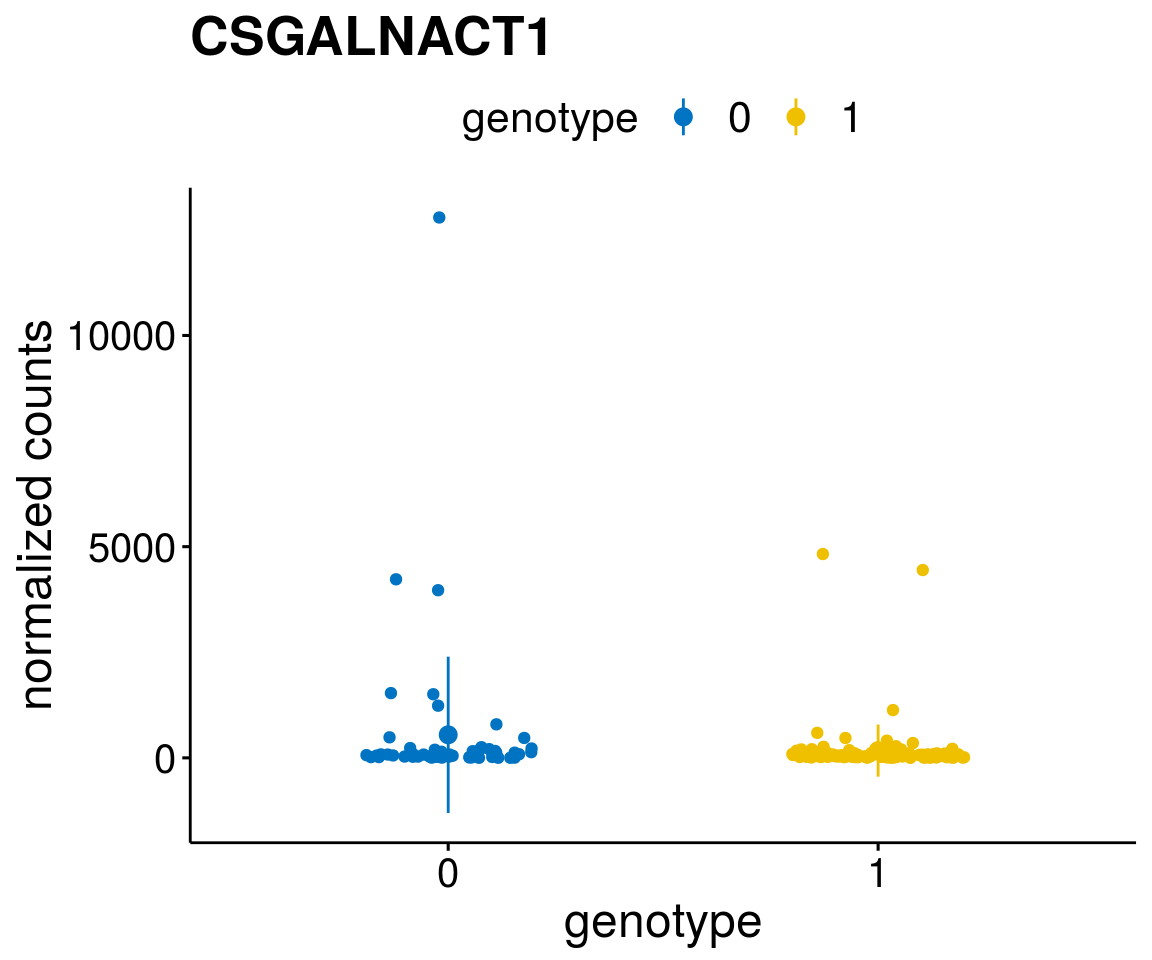 CSGALNACT1
genotype 0 1
normalized counts
10000
5000
0
0 1
genotype